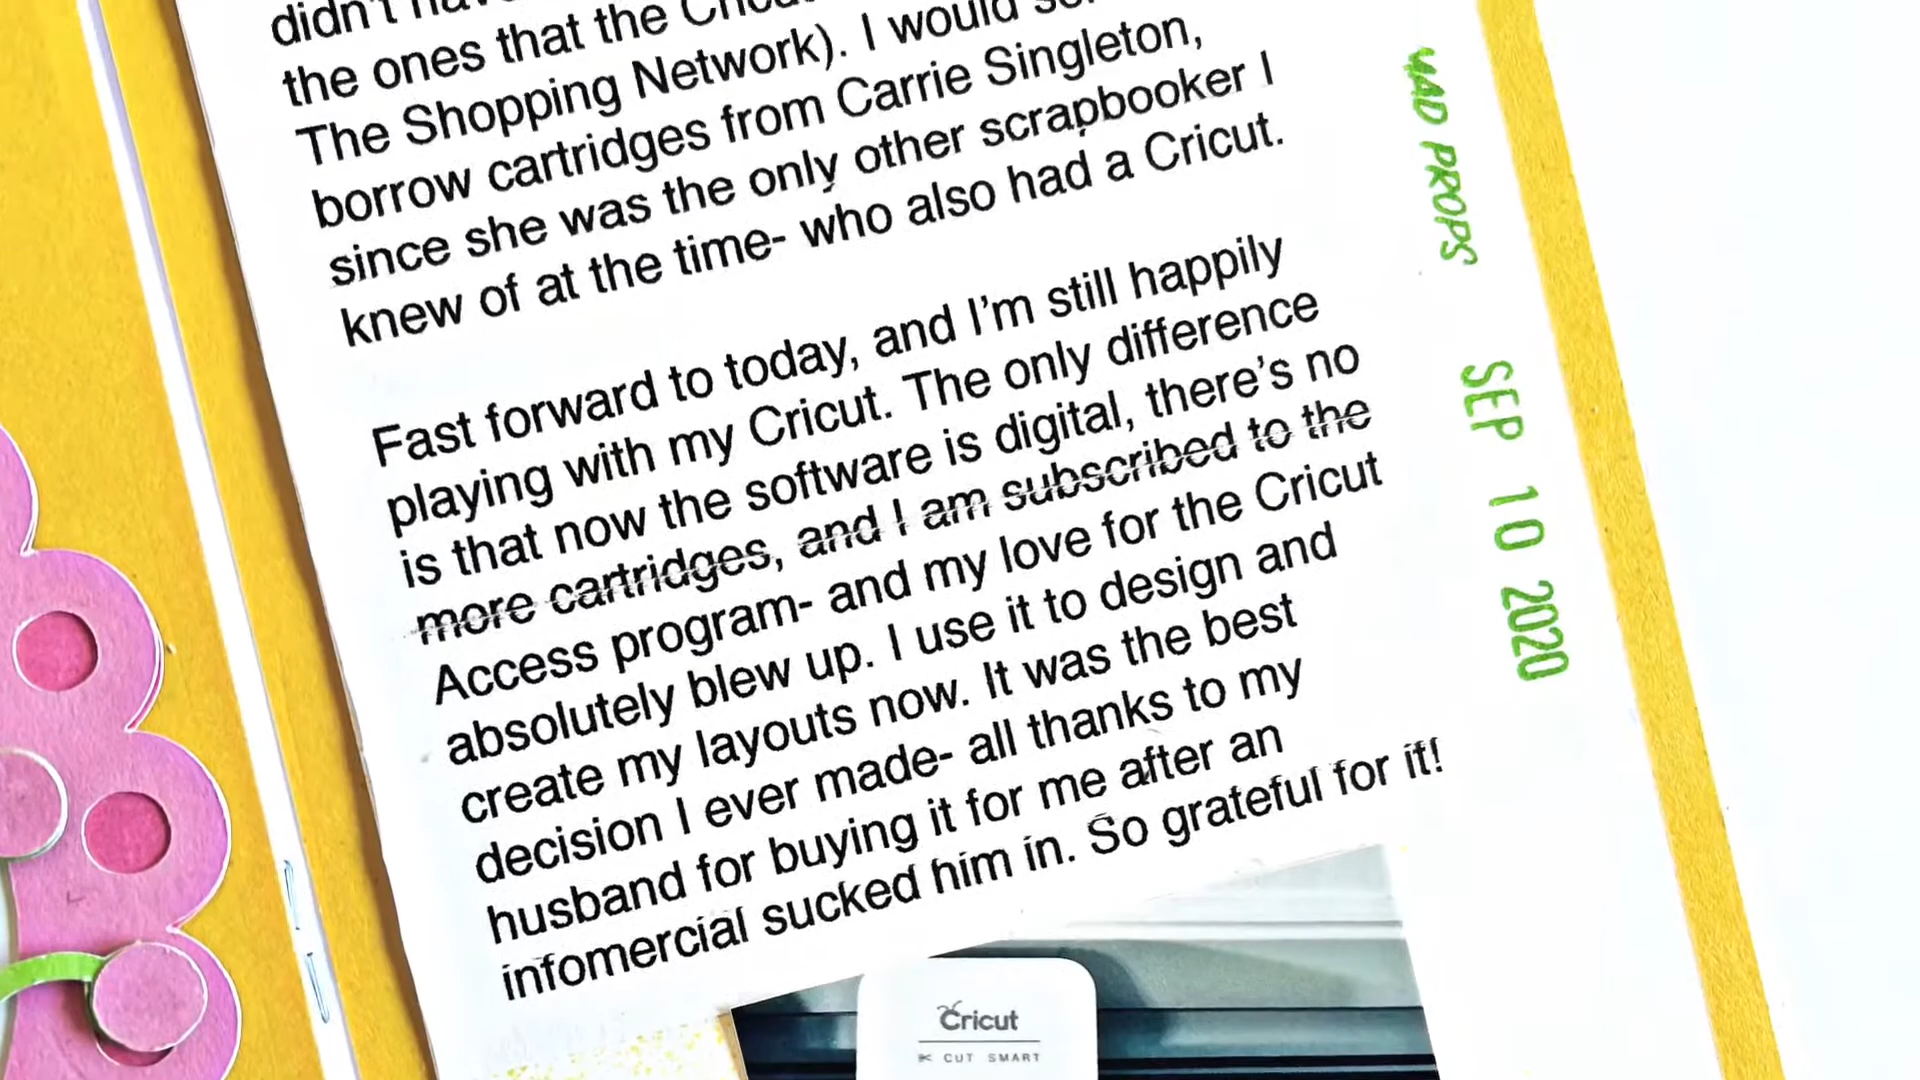 didn't
the ones that the
The Shopping Network). I would
borrow cartridges from Carrie Singleton,
since she was the only other scrapbooker I
knew of at the time- who also had a Cricut.
Fast forward to today, and I'm still happily
playing with my Cricut. The only difference
is that now the software is digital, there's no
more cartridges, and I am subscribed to the
Access program- and my love for the Cricut
absolutely blew up. I use it to design and
create my layouts now. It was the best
decision I ever made- all thanks to my
husband for buying it for me after an
infomercial sucked him in. So grateful for it!
MAD PROPS
SEP 10 2020
Cricut
CUT SMART